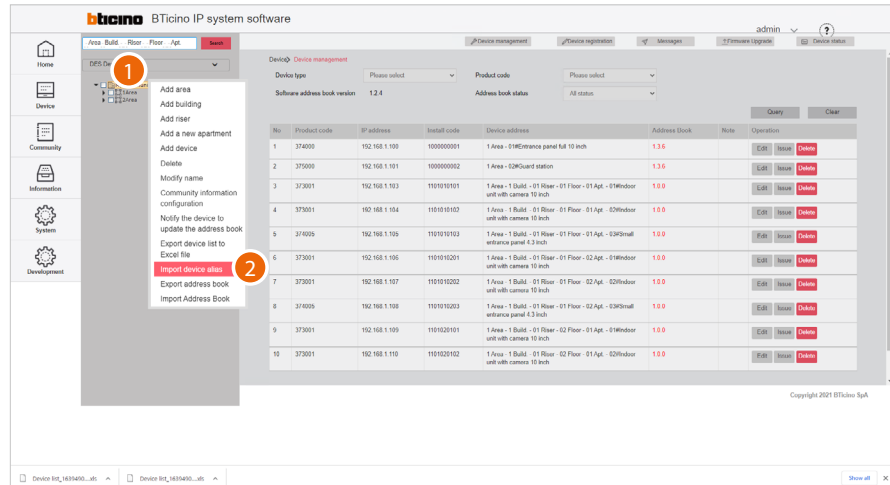 bticino BTicino IP system software
admin
?
Home
Device
Community
Information
System
Development
Area Build. Riser Floor Apt. Search
DES De
1
1Area
2Area
Add area
Add building
Add riser
Add a new apartment
Add device
Delete
Modify name
Community information
configuration
Notify the device to
update the address book
Export device list to
Excel file
Import device alias
2
Export address book
Import Address Book
Device management Device registration Messages Firmware Upgrade Device status
Device Device management
Device type Please select Product code Please select
Software address book version 1.2.4 Address book status All status
Query Clear
No Product code IP address Install code Device address Address Book Note Operation
1 374000 192.168.1.100 1000000001 1 Area - 01#Entrance panel full 10 inch 1.3.6 Edit Issue Delete
2 375000 192.168.1.101 1000000002 1 Area - 02#Guard station 1.3.6 Edit Issue Delete
3 373001 192.168.1.103 1101010101 1 Area - 1 Build. - 01 Riser - 01 Floor - 01 Apt. - 01#Indoor 1.0.0 Edit Issue Delete
unit with camera 10 inch
4 373001 192.168.1.104 1101010102 1 Area - 1 Build. - 01 Riser - 01 Floor - 01 Apt. - 02#Indoor 1.0.0 Edit Issue Delete
unit with camera 10 inch
5 374005 192.168.1.105 1101010103 1 Area - 1 Build. - 01 Riser - 01 Floor - 01 Apt. - 03#Small 1.0.0 Edit Issue Delete
entrance panel 4.3 inch
6 373001 192.168.1.106 1101010201 1 Area - 1 Build. - 01 Riser - 01 Floor - 02 Apt. - 01#Indoor 1.0.0 Edit Issue Delete
unit with camera 10 inch
7 373001 192.168.1.107 1101010202 1 Area - 1 Build. - 01 Riser - 01 Floor - 02 Apt. - 02#Indoor 1.0.0 Edit Issue Delete
unit with camera 10 inch
8 374005 192.168.1.108 1101010203 1 Area - 1 Build. - 01 Riser - 01 Floor - 02 Apt. - 03#Small 1.0.0 Edit Issue Delete
entrance panel 4.3 inch
9 373001 192.168.1.109 1101020101 1 Area - 1 Build. - 01 Riser - 02 Floor - 01 Apt. - 01#Indoor 1.0.0 Edit Issue Delete
unit with camera 10 inch
10 373001 192.168.1.110 1101020102 1 Area - 1 Build. - 01 Riser - 02 Floor - 01 Apt. - 02#Indoor 1.0.0 Edit Issue Delete
unit with camera 10 inch
Copyright 2021 BTicino SpA
Device list_1639490....xls Device list_1639490....xls Show all